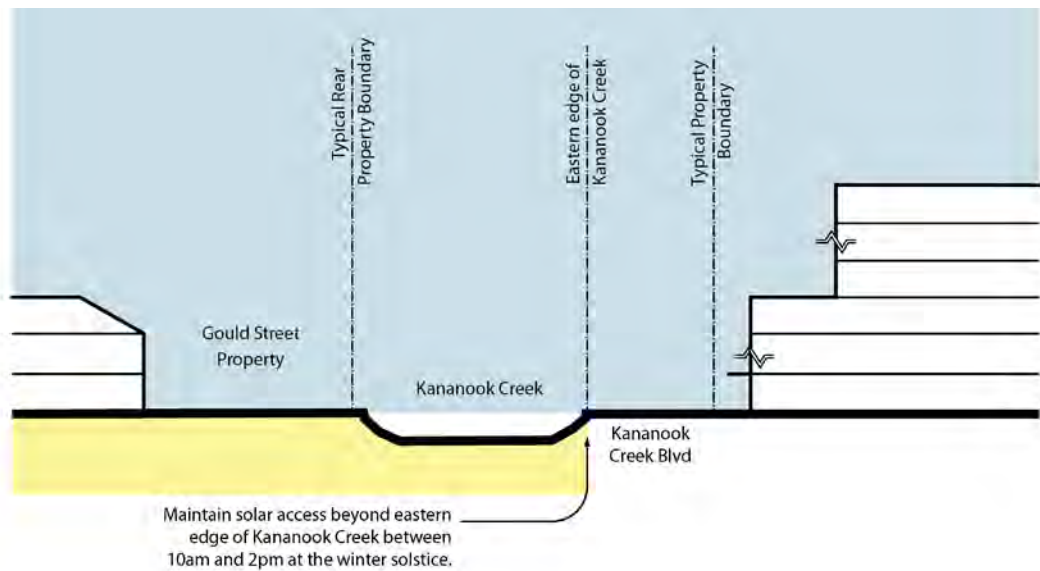 Typical Rear
Property Boundary
Eastern edge of
Kananook Creek
Typical Property
Boundary
Gould Street
Property
Kananook Creek
Kananook
Creek Blvd
Maintain solar access beyond eastern
edge of Kananook Creek between
10am and 2pm at the winter solstice.